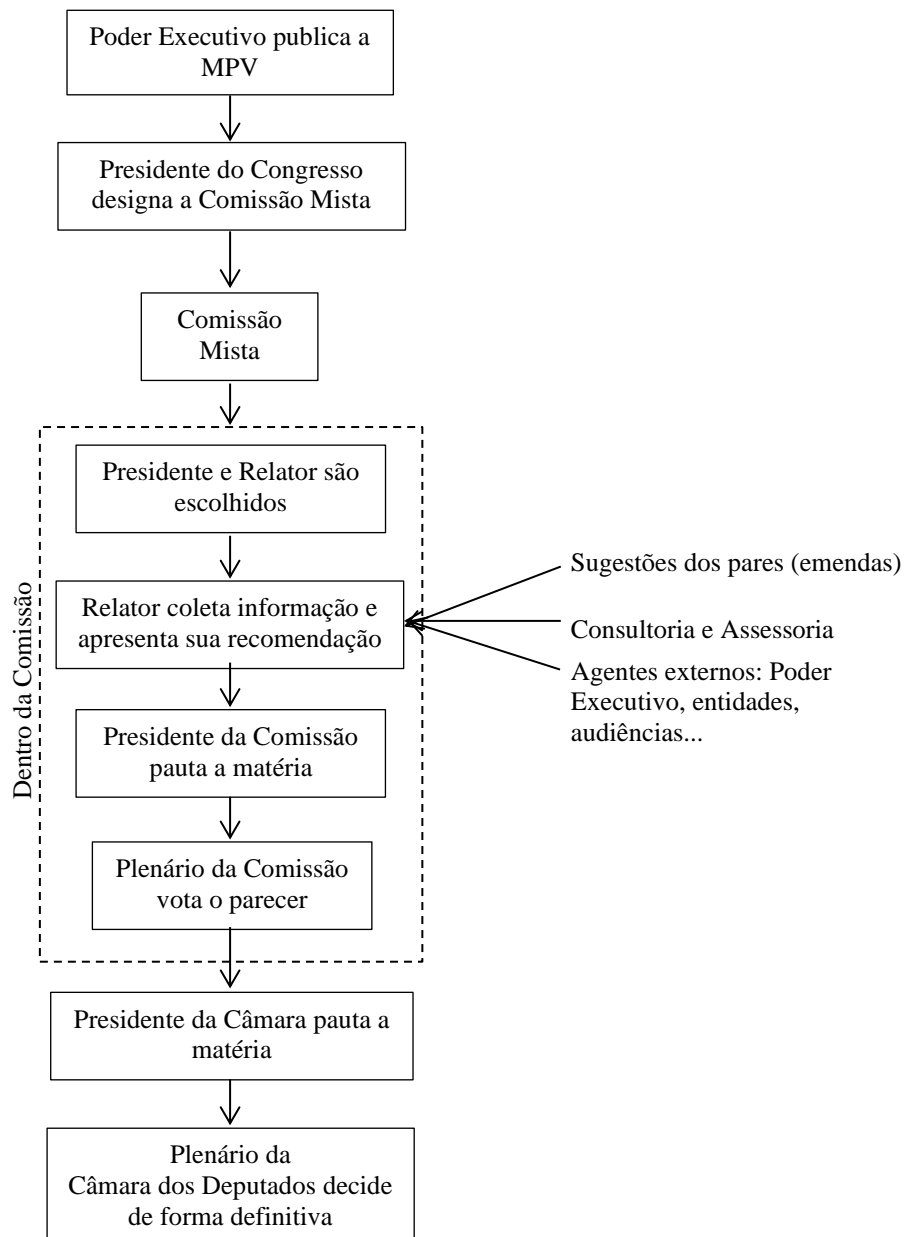 Poder Executivo publica a
MPV
Presidente do Congresso
designa a Comissão Mista
Comissão
Mista
Dentro da Comissão
Presidente e Relator são
escolhidos
Relator coleta informação e
apresenta sua recomendação
Sugestões dos pares (emendas)
Consultoria e Assessoria
Agentes externos: Poder
Executivo, entidades,
audiências...
Presidente da Comissão
pauta a matéria
Plenário da Comissão
vota o parecer
Presidente da Câmara pauta a
matéria
Plenário da
Câmara dos Deputados decide
de forma definitiva